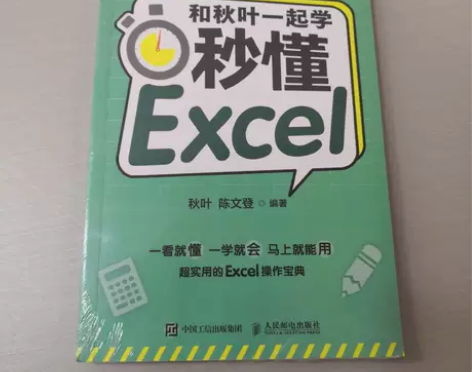 和秋叶一起学
秒懂
Excel
秋叶 陈文登 ◎ 编著
一看就懂 一学就会 马上就能用
超实用的Excel操作宝典
中国工信出版集团
人民邮电出版社